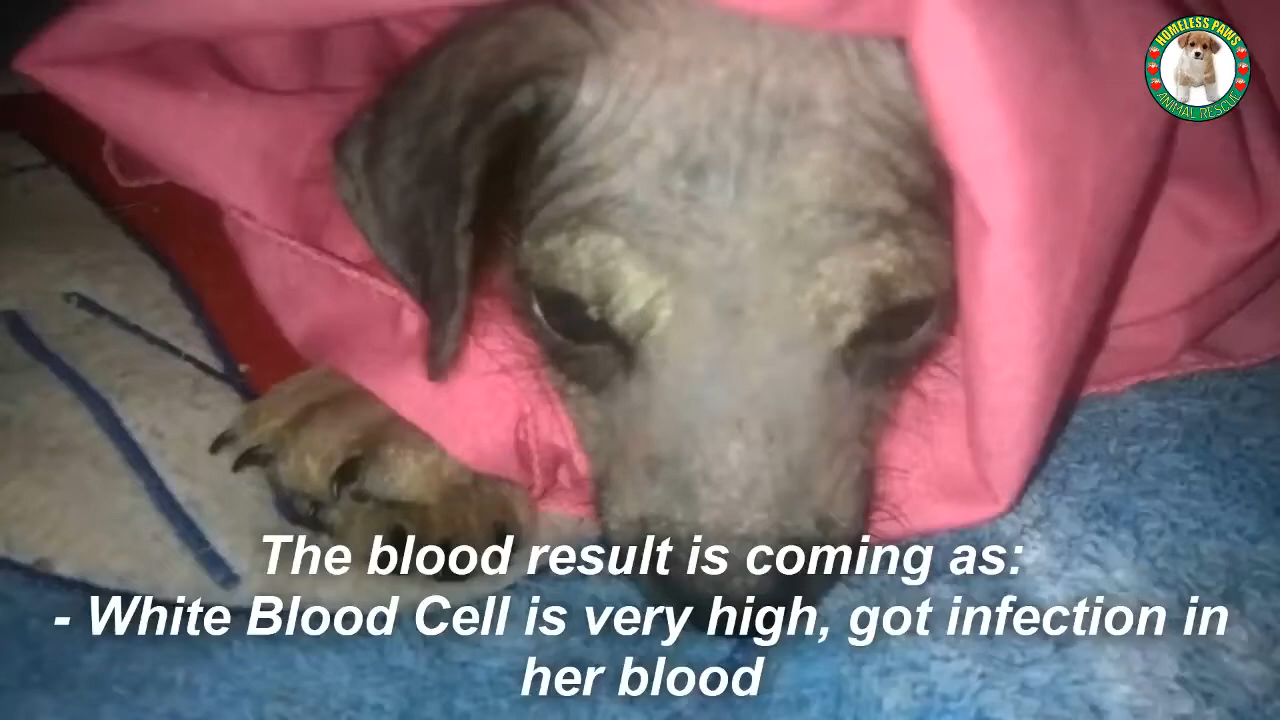 HOMELESS PAWS
ANIMAL RESCUE
The blood result is coming as:
- White Blood Cell is very high, got infection in
her blood